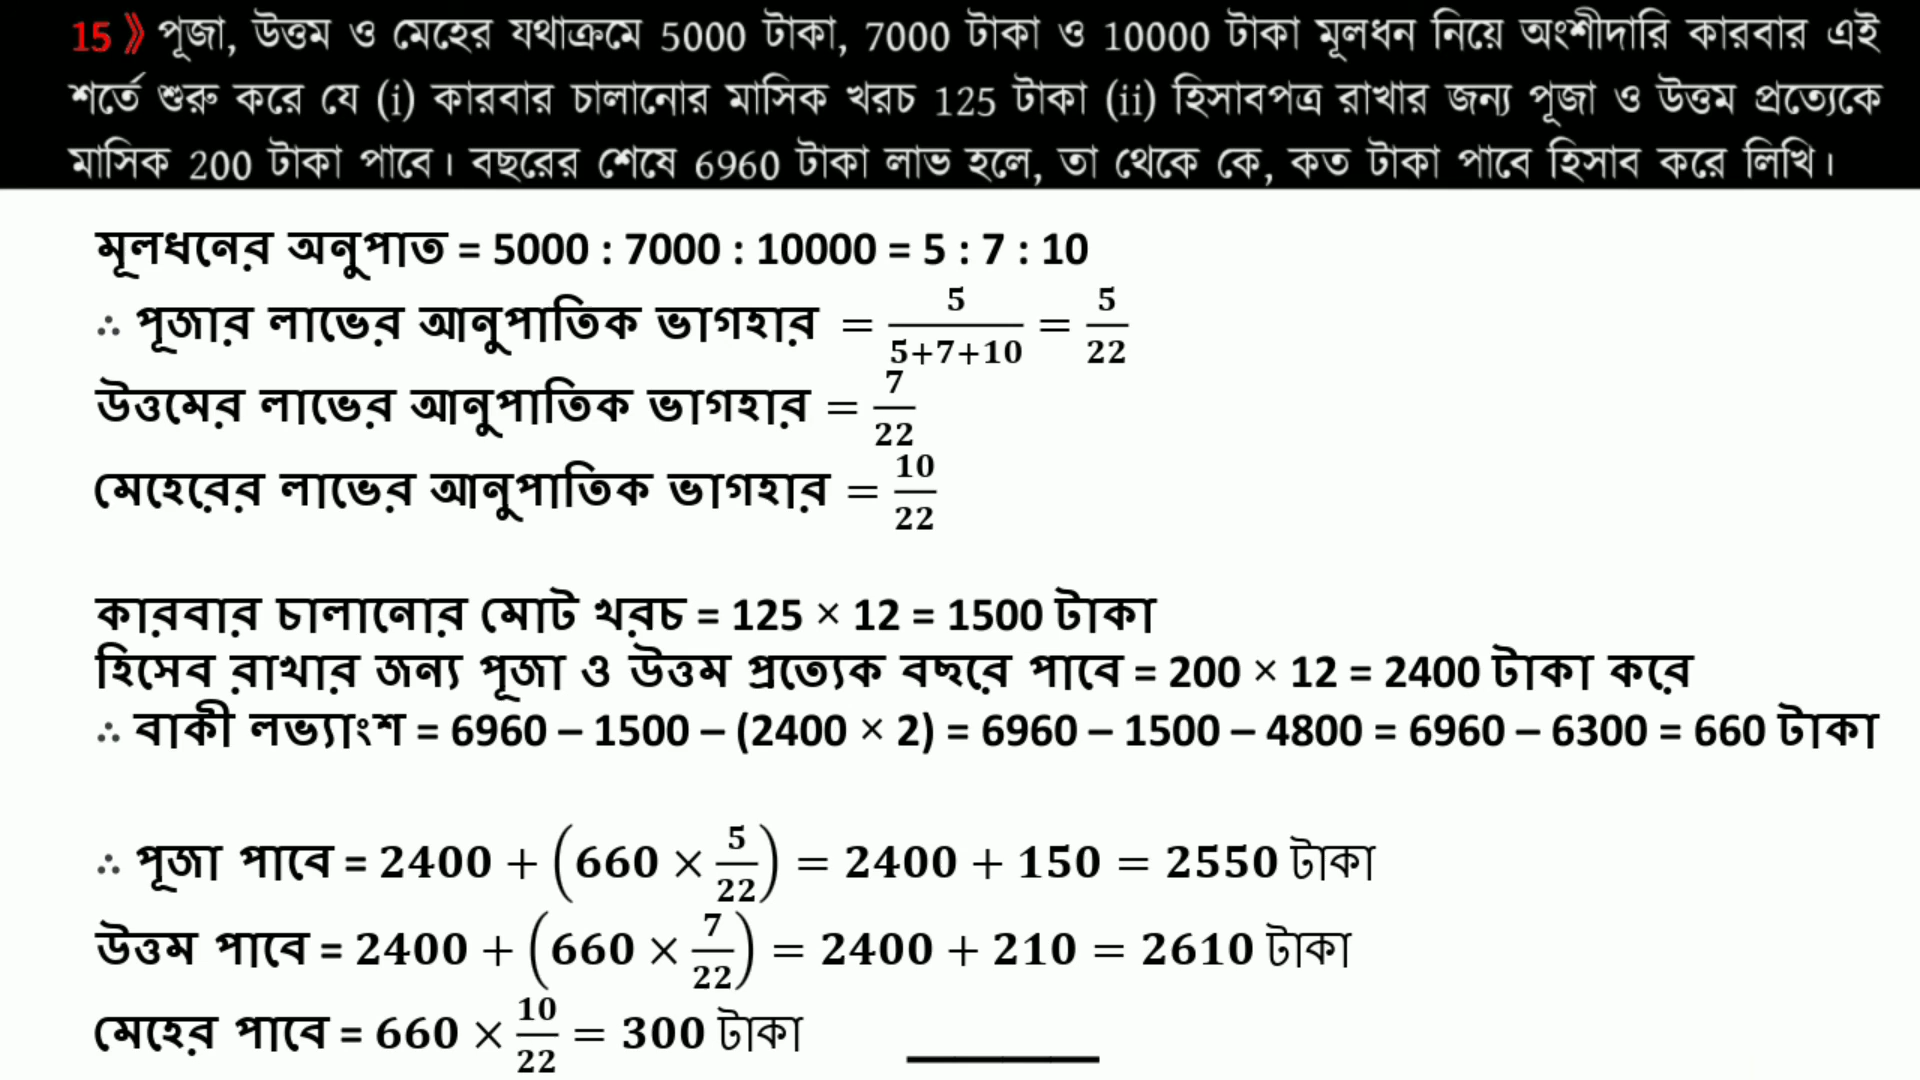 15》পূজা, উত্তম ও মেহের যথাক্রমে 5000 টাকা, 7000 টাকা ও 10000 টাকা মূলধন নিয়ে অংশীদারি কারবার এই
শর্তে শুরু করে যে (i) কারবার চালানোর মাসিক খরচ 125 টাকা (ii) হিসাবপত্র রাখার জন্য পূজা ও উত্তম প্রত্যেকে
মাসিক 200 টাকা পাবে। বছরের শেষে 6960 টাকা লাভ হলে, তা থেকে কে, কত টাকা পাবে হিসাব করে লিখি।
মূলধনের অনুপাত = 5000 : 7000 : 10000 = 5 : 7 : 10
∴ পূজার লাভের আনুপাতিক ভাগহার = 5/(5+7+10) = 5/22
উত্তমের লাভের আনুপাতিক ভাগহার = 7/22
মেহেরের লাভের আনুপাতিক ভাগহার = 10/22
কারবার চালানোর মোট খরচ = 125 × 12 = 1500 টাকা
হিসেব রাখার জন্য পূজা ও উত্তম প্রত্যেক বছরে পাবে = 200 × 12 = 2400 টাকা করে
∴ বাকী লভ্যাংশ = 6960 – 1500 – (2400 × 2) = 6960 – 1500 – 4800 = 6960 – 6300 = 660 টাকা
∴ পূজা পাবে = 2400 + (660 × 5/22) = 2400 + 150 = 2550 টাকা
উত্তম পাবে = 2400 + (660 × 7/22) = 2400 + 210 = 2610 টাকা
মেহের পাবে = 660 × 10/22 = 300 টাকা